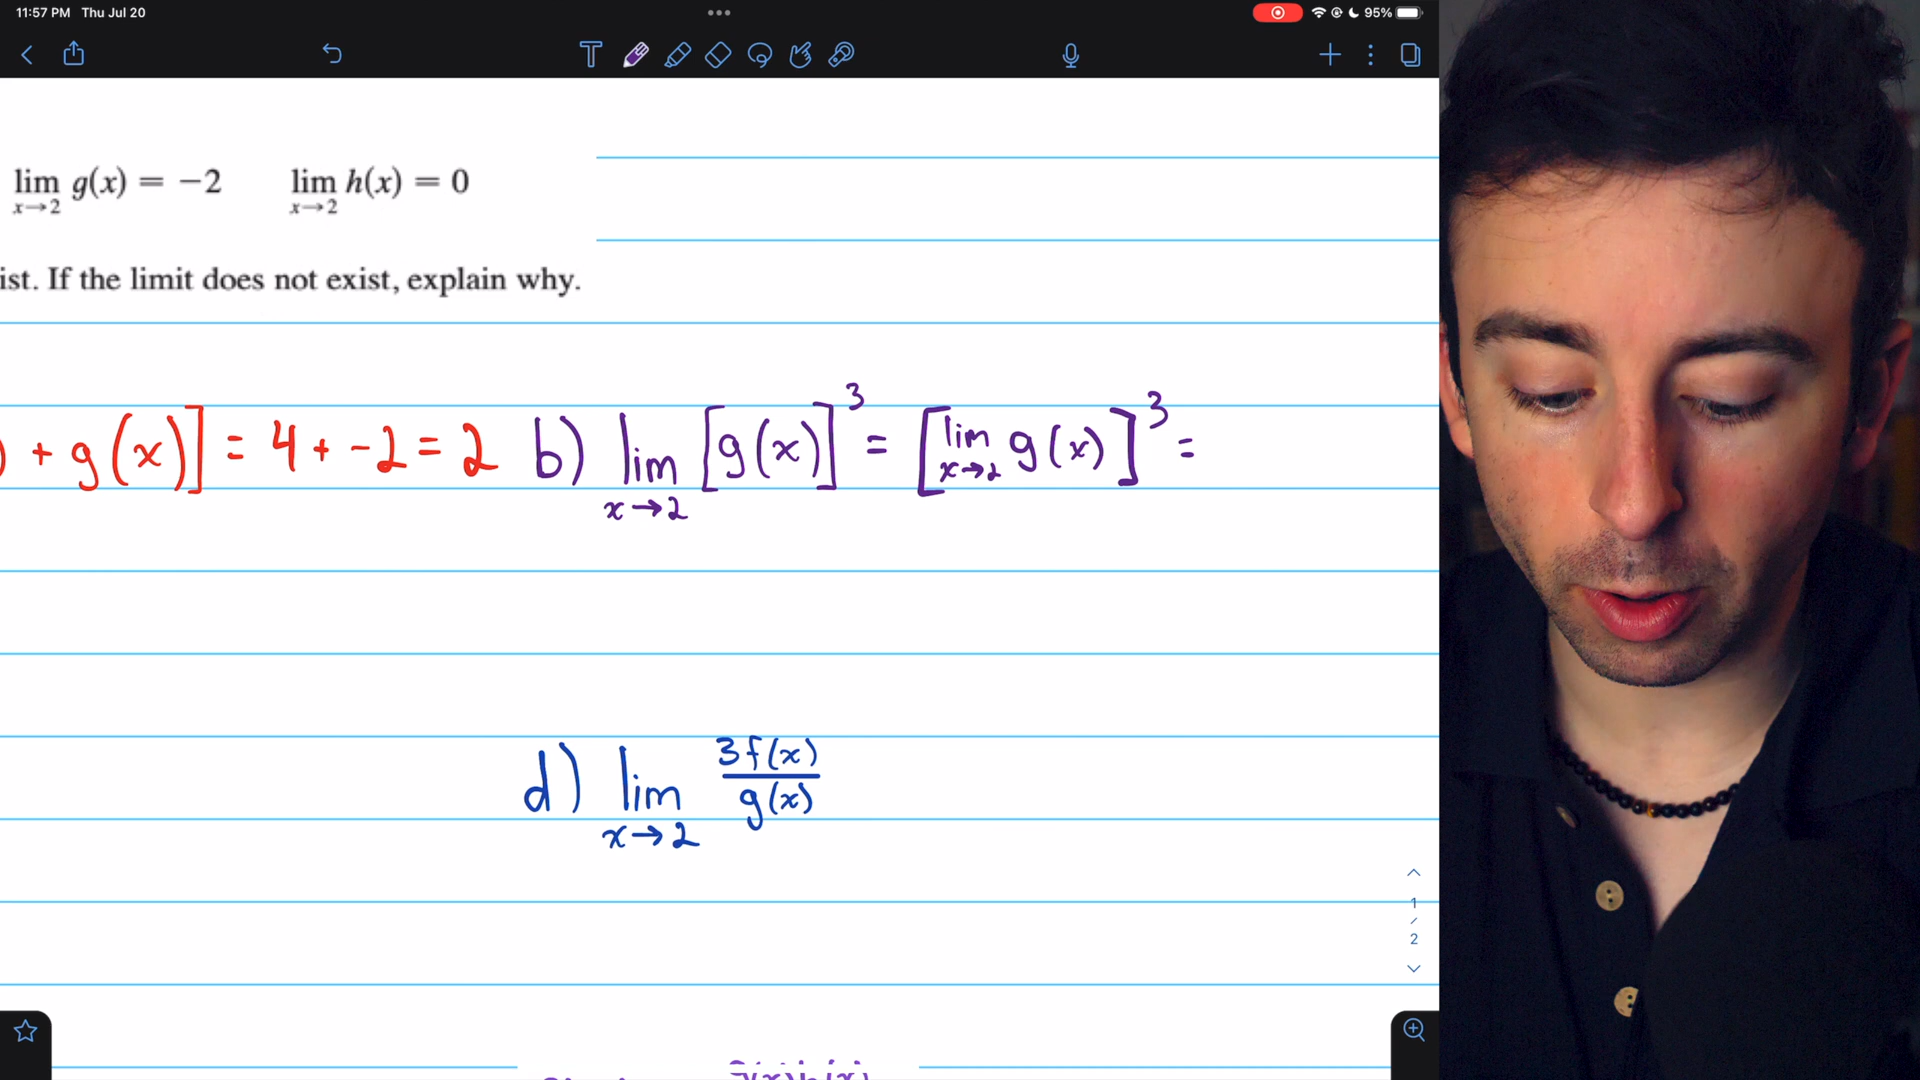 11:57 PM Thu Jul 20 95%
lim x→2 g(x) = −2 lim x→2 h(x) = 0
ist. If the limit does not exist, explain why.
) + g(x)] = 4 + -2 = 2 b) lim x→2 [g(x)]^3 = [lim x→2 g(x)]^3 =
d) lim x→2 3f(x)/g(x)
1
/
2